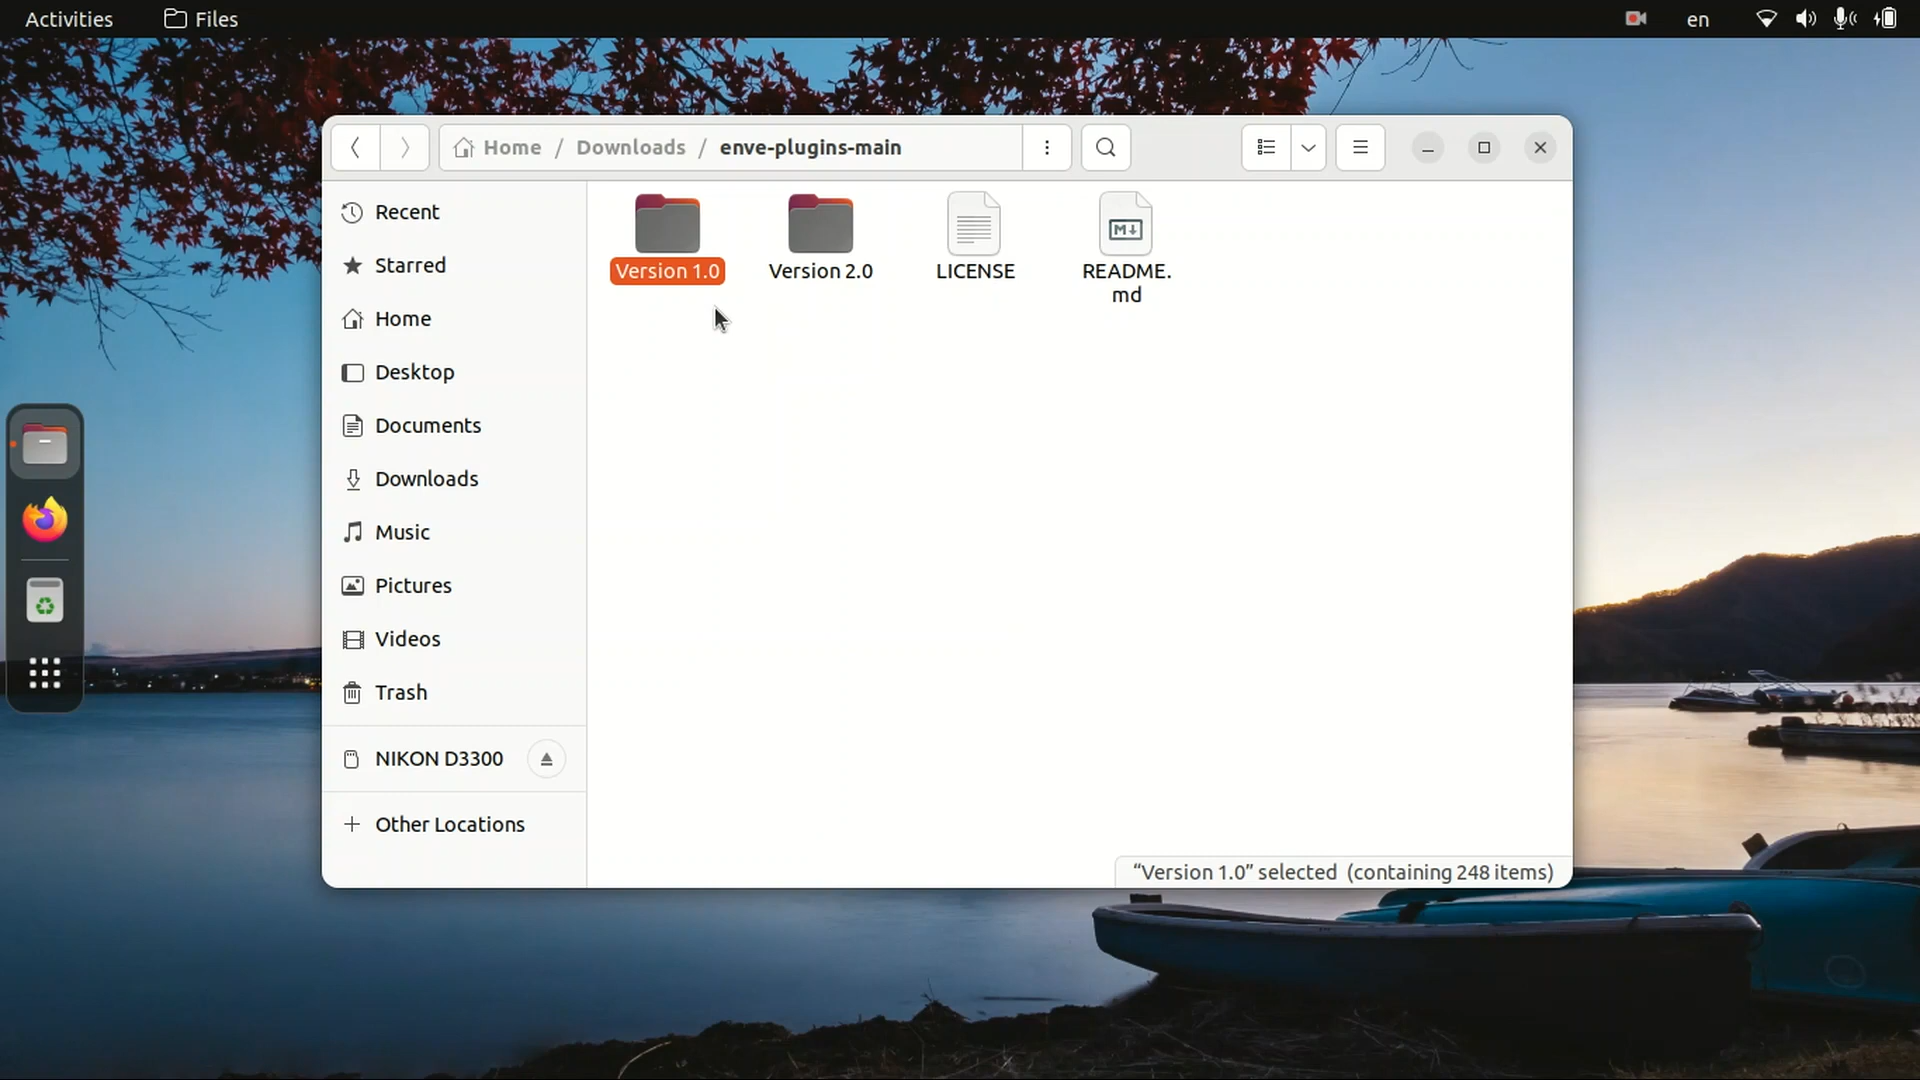 Activities Files en
Home / Downloads / enve-plugins-main
Recent
Starred
Home
Desktop
Documents
Downloads
Music
Pictures
Videos
Trash
NIKON D3300
Other Locations
Version 1.0 Version 2.0 LICENSE README.
md
M
“Version 1.0” selected (containing 248 items)